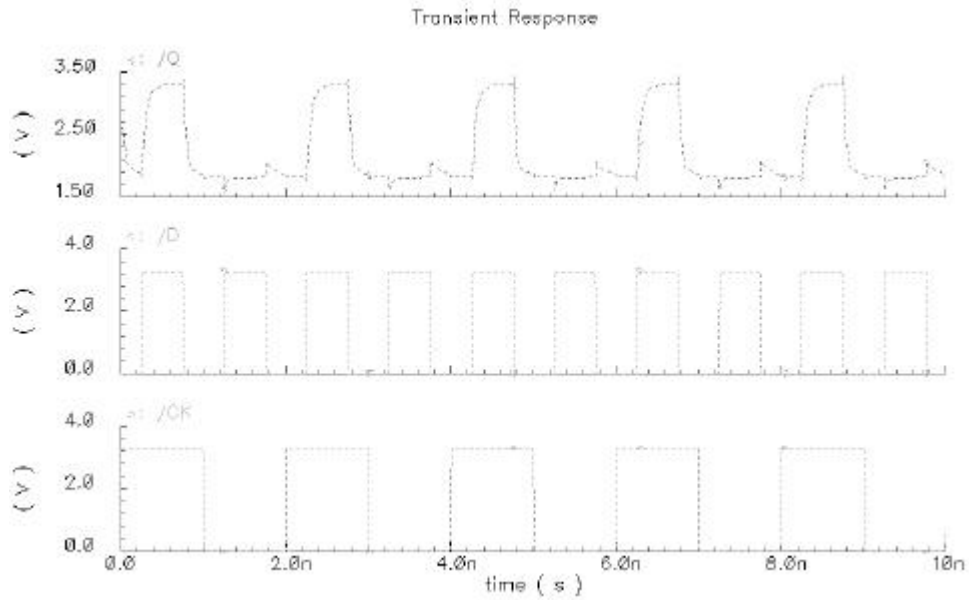 Transient Response
/Q
3.50
2.50
1.50
(V)
/D
4.0
2.0
0.0
(V)
/CK
4.0
2.0
0.0
(V)
0.0 2.0n 4.0n 6.0n 8.0n 10n
time (s)